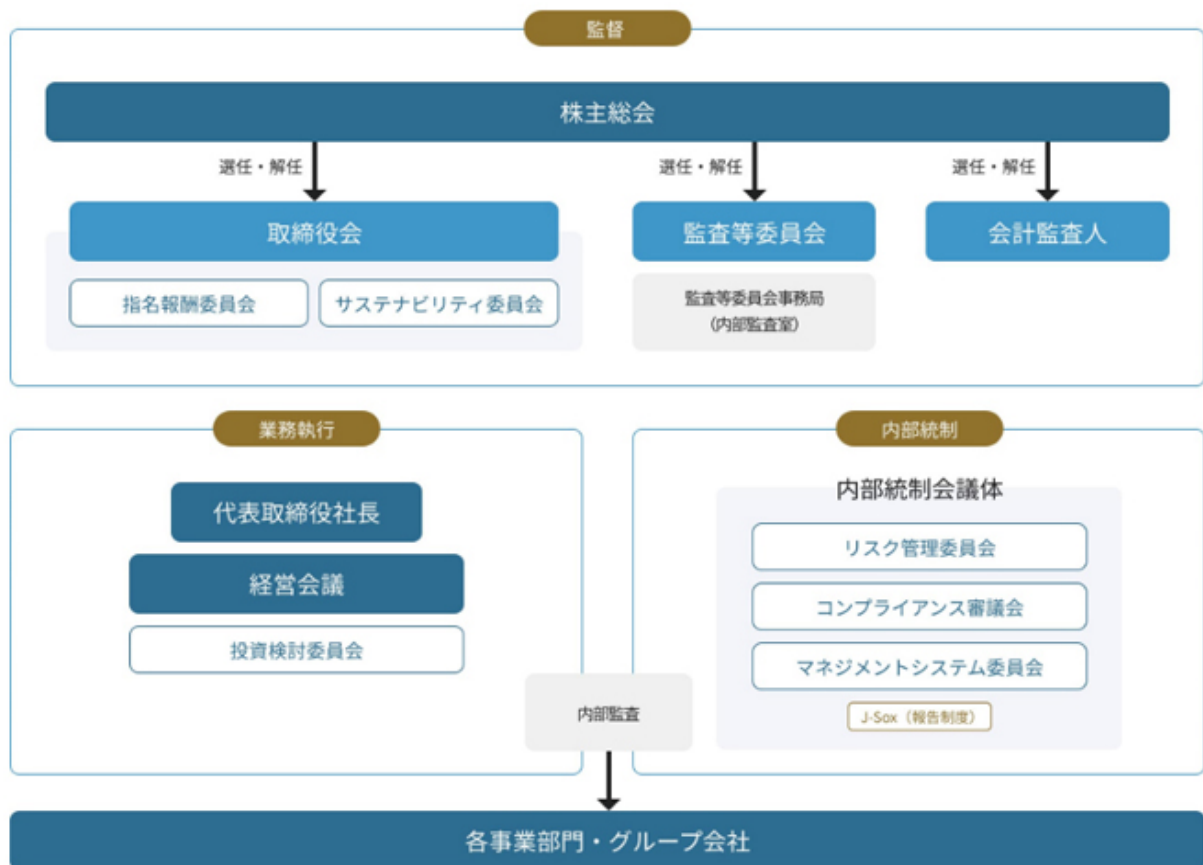 監督
株主総会
選任・解任
選任・解任
選任・解任
取締役会
監査等委員会
会計監査人
指名報酬委員会
サステナビリティ委員会
監査等委員会事務局
（内部監査室）
業務執行
内部統制
代表取締役社長
経営会議
投資検討委員会
内部統制会議体
リスク管理委員会
コンプライアンス審議会
マネジメントシステム委員会
J-Sox（報告制度）
内部監査
各事業部門・グループ会社